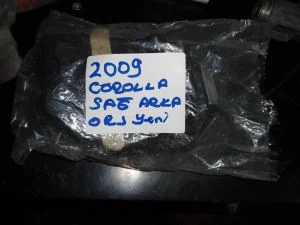 2009
COROLLA
SAĞ ARKA
ORJ Yeni